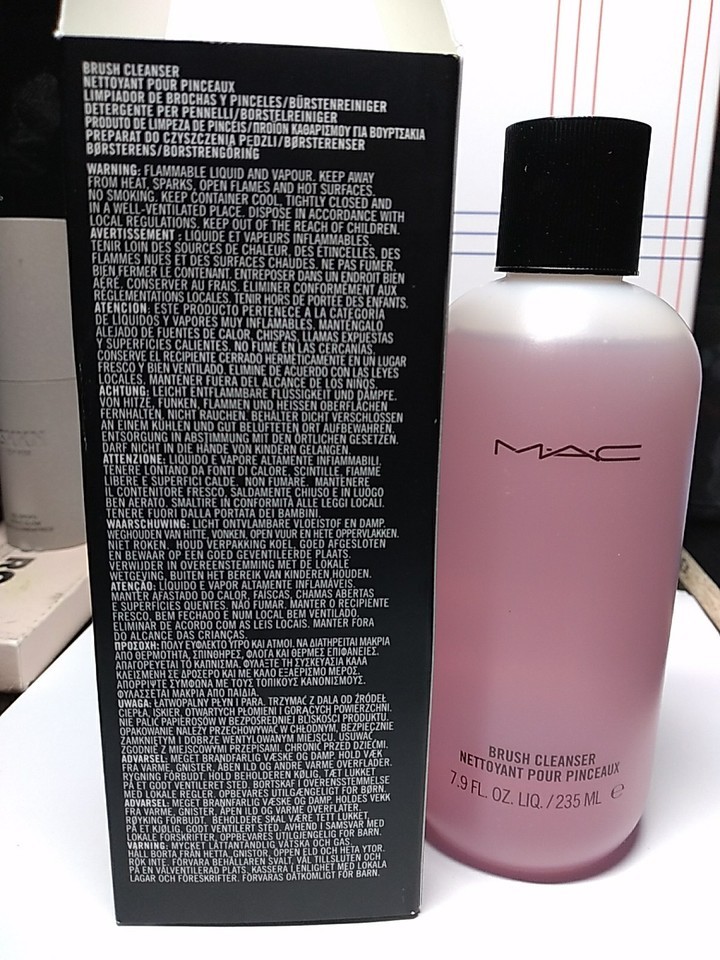 BRUSH CLEANSER
NETTOYANT POUR PINCEAUX
LIMPIADOR DE BROCHAS Y PINCELES/BÜRSTENREINIGER
DETERGENTE PER PENNELLI/BORSTELREINIGER
PRODUTO DE LIMPEZA DE PINCÉIS/ΠΡΟΪΟΝ ΚΑΘΑΡΙΣΜΟΥ ΓΙΑ ΒΟΥΡΤΣΑΚΙΑ
PREPARAT DO CZYSZCZENIA PĘDZLI/BØRSTERENSER
BØRSTERENS/BORSTRENGÖRING
WARNING: FLAMMABLE LIQUID AND VAPOUR. KEEP AWAY
FROM HEAT, SPARKS, OPEN FLAMES AND HOT SURFACES.
NO SMOKING. KEEP CONTAINER COOL, TIGHTLY CLOSED AND
IN A WELL-VENTILATED PLACE. DISPOSE IN ACCORDANCE WITH
LOCAL REGULATIONS. KEEP OUT OF THE REACH OF CHILDREN.
AVERTISSEMENT : LIQUIDE ET VAPEURS INFLAMMABLES.
TENIR LOIN DES SOURCES DE CHALEUR, DES ÉTINCELLES, DES
FLAMMES NUES ET DES SURFACES CHAUDES. NE PAS FUMER.
BIEN FERMER LE CONTENANT. ENTREPOSER DANS UN ENDROIT BIEN
AÉRÉ, CONSERVER AU FRAIS. ÉLIMINER CONFORMÉMENT AUX
RÉGLEMENTATIONS LOCALES. TENIR HORS DE PORTÉE DES ENFANTS.
ATENCION: ESTE PRODUCTO PERTENECE A LA CATEGORÍA
DE LÍQUIDOS Y VAPORES MUY INFLAMABLES. MANTÉNGALO
ALEJADO DE FUENTES DE CALOR, CHISPAS, LLAMAS EXPUESTAS
Y SUPERFICIES CALIENTES. NO FUME EN LAS CERCANÍAS.
CONSERVE EL RECIPIENTE CERRADO HERMÉTICAMENTE EN UN LUGAR
FRESCO Y BIEN VENTILADO. ELIMINE DE ACUERDO CON LAS LEYES
LOCALES. MANTENER FUERA DEL ALCANCE DE LOS NIÑOS.
ACHTUNG: LEICHT ENTFLAMMBARE FLÜSSIGKEIT UND DÄMPFE.
VON HITZE, FUNKEN, FLAMMEN UND HEISSEN OBERFLÄCHEN
FERNHALTEN. NICHT RAUCHEN. BEHÄLTER DICHT VERSCHLOSSEN
AN EINEM KÜHLEN UND GUT BELÜFTETEN ORT AUFBEWAHREN.
ENTSORGUNG IN ABSTIMMUNG MIT DEN ÖRTLICHEN GESETZEN.
DARF NICHT IN DIE HÄNDE VON KINDERN GELANGEN.
ATTENZIONE: LIQUIDO E VAPORE ALTAMENTE INFIAMMABILI.
TENERE LONTANO DA FONTI DI CALORE, SCINTILLE, FIAMME
LIBERE E SUPERFICI CALDE. NON FUMARE. MANTENERE
IL CONTENITORE FRESCO, SALDAMENTE CHIUSO E IN LUOGO
BEN AERATO. SMALTIRE IN CONFORMITÀ ALLE LEGGI LOCALI.
TENERE FUORI DALLA PORTATA DEI BAMBINI.
WAARSCHUWING: LICHT ONTVLAMBARE VLOEISTOF EN DAMP.
WEGHOUDEN VAN HITTE, VONKEN, OPEN VUUR EN HETE OPPERVLAKKEN.
NIET ROKEN. HOUD VERPAKKING KOEL, GOED AFGESLOTEN
EN BEWAAR OP EEN GOED GEVENTILEERDE PLAATS.
VERWIJDER IN OVEREENSTEMMING MET DE LOKALE
WETGEVING. BUITEN HET BEREIK VAN KINDEREN HOUDEN.
ATENÇÃO: LÍQUIDO E VAPOR ALTAMENTE INFLAMÁVEIS.
MANTER AFASTADO DO CALOR, FAÍSCAS, CHAMAS ABERTAS
E SUPERFÍCIES QUENTES. NÃO FUMAR. MANTER O RECIPIENTE
FRESCO, BEM FECHADO E NUM LOCAL BEM VENTILADO.
ELIMINAR DE ACORDO COM AS LEIS LOCAIS. MANTER FORA
DO ALCANCE DAS CRIANÇAS.
ΠΡΟΣΟΧΗ: ΠΟΛΥ ΕΥΦΛΕΚΤΟ ΥΓΡΟ ΚΑΙ ΑΤΜΟΙ. ΝΑ ΔΙΑΤΗΡΕΙΤΑΙ ΜΑΚΡΙΑ
ΑΠΟ ΘΕΡΜΟΤΗΤΑ, ΣΠΙΝΘΗΡΕΣ, ΦΛΟΓΑ ΚΑΙ ΘΕΡΜΕΣ ΕΠΙΦΑΝΕΙΕΣ.
ΑΠΑΓΟΡΕΥΕΤΑΙ ΤΟ ΚΑΠΝΙΣΜΑ. ΦΥΛΑΞΤΕ ΤΗ ΣΥΣΚΕΥΑΣΙΑ ΚΑΛΑ
ΚΛΕΙΣΜΕΝΗ ΣΕ ΔΡΟΣΕΡΟ ΚΑΙ ΜΕ ΚΑΛΟ ΕΞΑΕΡΙΣΜΟ ΜΕΡΟΣ.
ΑΠΟΡΡΙΨΤΕ ΣΥΜΦΩΝΑ ΜΕ ΤΟΥΣ ΤΟΠΙΚΟΥΣ ΚΑΝΟΝΙΣΜΟΥΣ.
ΦΥΛΑΣΣΕΤΑΙ ΜΑΚΡΙΑ ΑΠΟ ΠΑΙΔΙΑ.
UWAGA: ŁATWOPALNY PŁYN I PARA. TRZYMAĆ Z DALA OD ŹRÓDEŁ
CIEPŁA, ISKIER, OTWARTYCH PŁOMIENI I GORĄCYCH POWIERZCHNI.
NIE PALIĆ PAPIEROSÓW W BEZPOŚREDNIEJ BLISKOŚCI PRODUKTU.
OPAKOWANIE NALEŻY PRZECHOWYWAĆ W CHŁODNYM, BEZPIECZNIE
ZAMKNIĘTYM I DOBRZE WENTYLOWANYM MIEJSCU. USUWAĆ
ZGODNIE Z MIEJSCOWYMI PRZEPISAMI. CHRONIĆ PRZED DZIEĆMI.
ADVARSEL: MEGET BRANDFARLIG VÆSKE OG DAMP. HOLD VÆK
FRA VARME, GNISTER, ÅBEN ILD OG ANDRE VARME OVERFLADER.
RYGNING FORBUDT. HOLD BEHOLDEREN KØLIG, TÆT LUKKET
PÅ ET GODT VENTILERET STED. BORTSKAF I OVERENSSTEMMELSE
MED LOKALE REGLER. OPBEVARES UTILGÆNGELIG FOR BØRN.
ADVARSEL: MEGET BRANNFARLIG VÆSKE OG DAMP. HOLDES VEKK
FRA VARME, GNISTER, ÅPEN ILD OG VARME OVERFLATER.
RØYKING FORBUDT. BEHOLDERE SKAL VÆRE TETT LUKKET,
PÅ ET KJØLIG, GODT VENTILERT STED. AVHEND I SAMSVAR MED
LOKALE FORSKRIFTER. OPPBEVARES UTILGJENGELIG FOR BARN.
VARNING: MYCKET LÄTTANTÄNDLIG VÄTSKA OCH GAS.
HÅLL BORTA FRÅN HETTA, GNISTOR, ÖPPEN ELD OCH HETA YTOR.
RÖK INTE. FÖRVARA BEHÅLLAREN SVALT, VÄL TILLSLUTEN OCH
PÅ EN VÄLVENTILERAD PLATS. KASSERA I ENLIGHET MED LOKALA
LAGAR OCH FÖRESKRIFTER. FÖRVARAS OÅTKOMLIGT FÖR BARN.
M·A·C
BRUSH CLEANSER
NETTOYANT POUR PINCEAUX
7.9 FL. OZ. LIQ. / 235 ML ℮